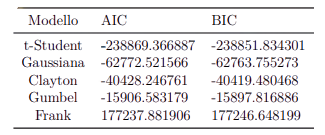 Modello AIC BIC
t-Student -238869.366887 -238851.834301
Gaussiana -62772.521566 -62763.755273
Clayton -40428.246761 -40419.480468
Gumbel -15906.583179 -15897.816886
Frank 177237.881906 177246.648199